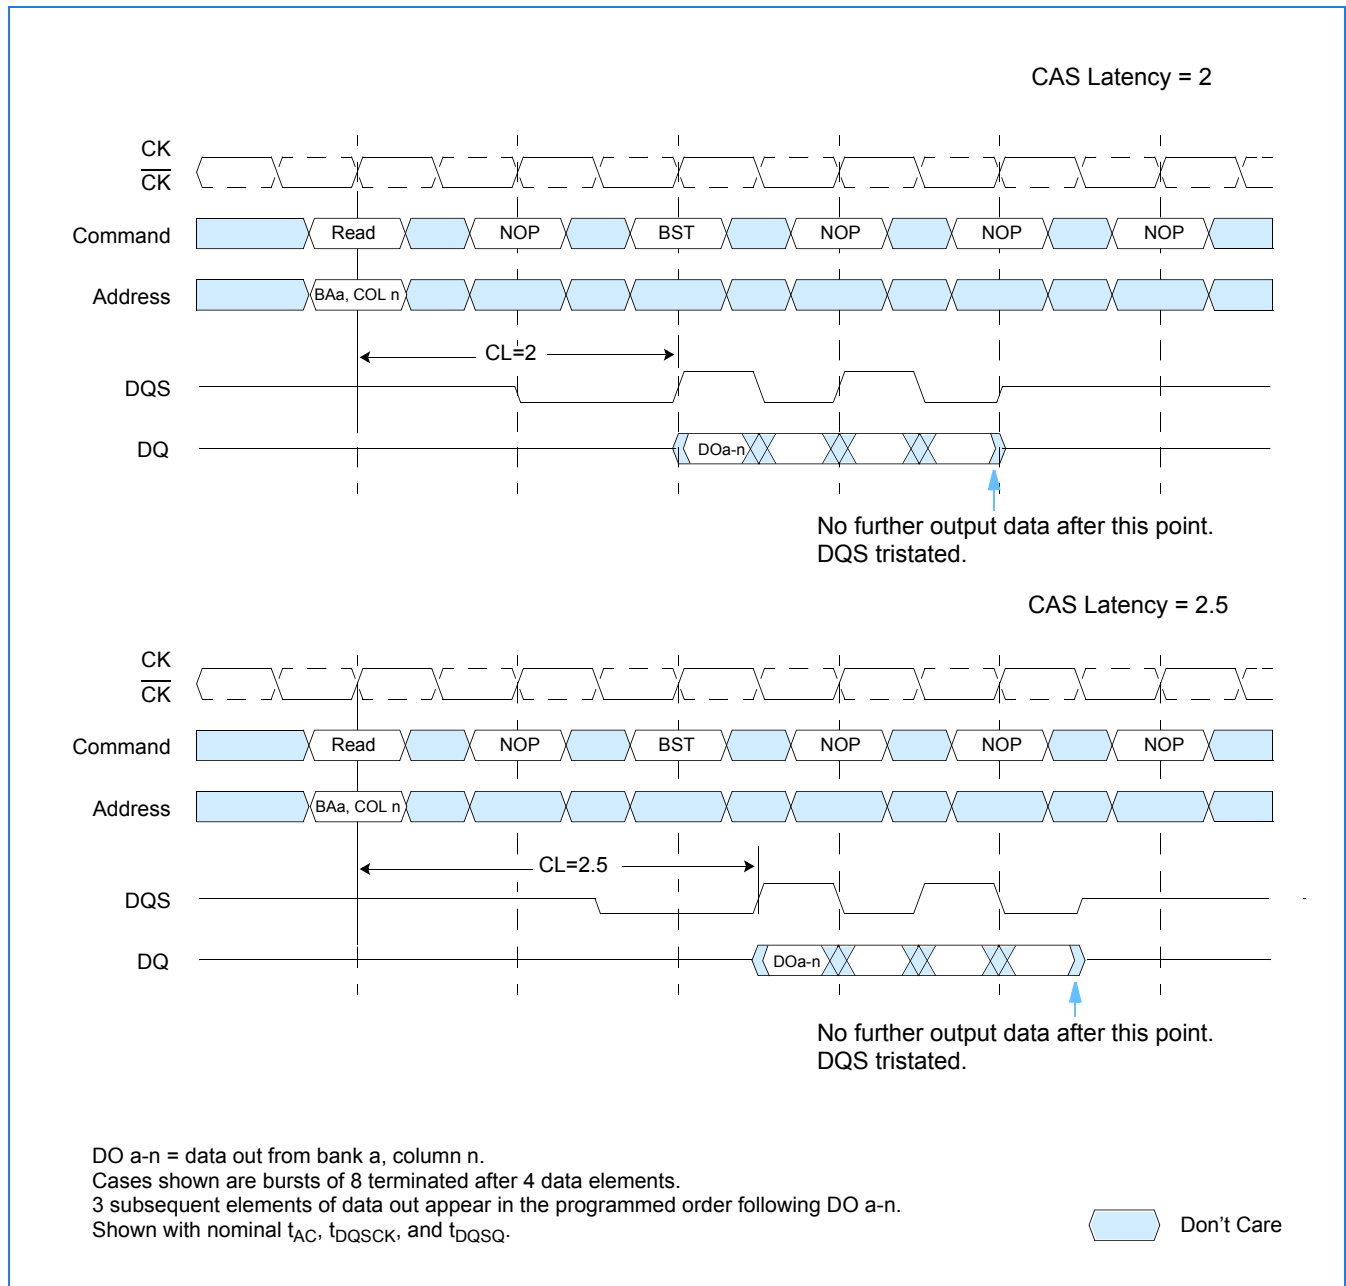 CAS Latency = 2
CK
CK
Command
Read
NOP
BST
NOP
NOP
NOP
Address
BAa, COL n
CL=2
DQS
DQ
DOa-n
No further output data after this point.
DQS tristated.
CAS Latency = 2.5
CK
CK
Command
Read
NOP
BST
NOP
NOP
NOP
Address
BAa, COL n
CL=2.5
DQS
DQ
DOa-n
No further output data after this point.
DQS tristated.
DO a-n = data out from bank a, column n.
Cases shown are bursts of 8 terminated after 4 data elements.
3 subsequent elements of data out appear in the programmed order following DO a-n.
Shown with nominal tAC, tDQSCK, and tDQSQ.
Don't Care